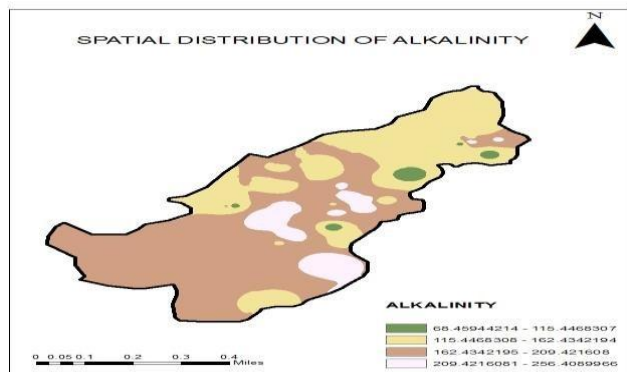 N
SPATIAL DISTRIBUTION OF ALKALINITY
ALKALINITY
68.45944214 - 115.4468307
115.4468308 - 162.4342194
162.4342195 - 209.421608
209.4216081 - 256.4089966
0 0.05 0.1 0.2 0.3 0.4
Miles